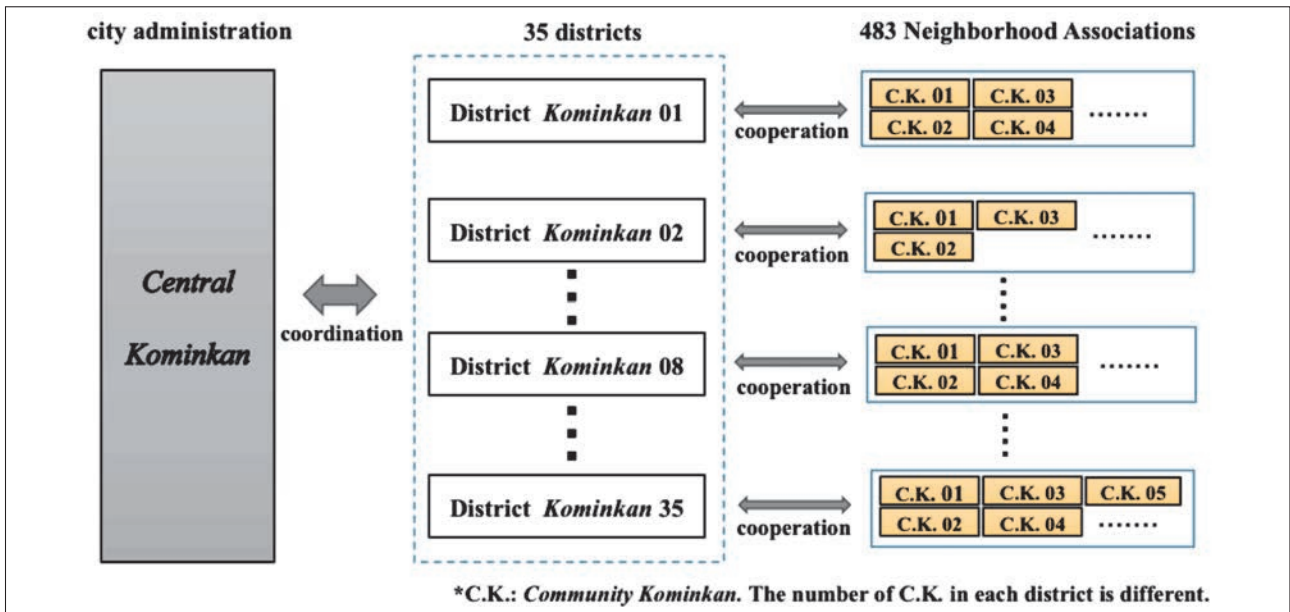 city administration
35 districts
483 Neighborhood Associations
Central
Kominkan
coordination
District Kominkan 01
cooperation
C.K. 01
C.K. 03
C.K. 02
C.K. 04
.......
District Kominkan 02
cooperation
C.K. 01
C.K. 03
C.K. 02
.......
District Kominkan 08
cooperation
C.K. 01
C.K. 03
C.K. 02
C.K. 04
.......
District Kominkan 35
cooperation
C.K. 01
C.K. 03
C.K. 05
C.K. 02
C.K. 04
.......
*C.K.: Community Kominkan. The number of C.K. in each district is different.